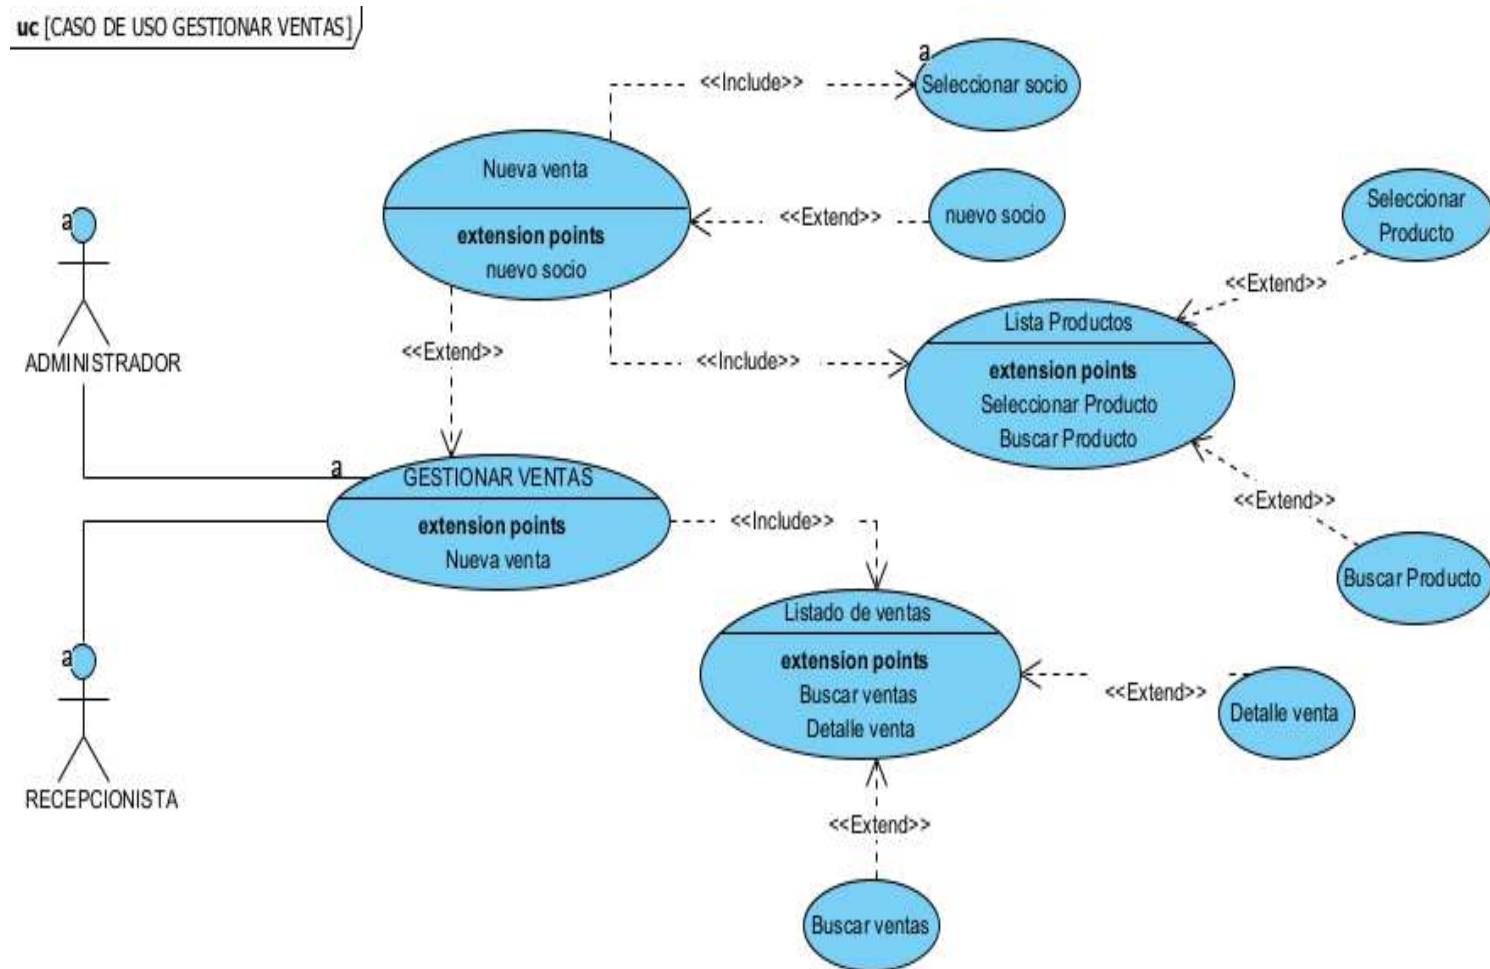 uc [CASO DE USO GESTIONAR VENTAS]
a
Seleccionar socio
<<Include>>
Nueva venta
extension points
nuevo socio
<<Extend>>
nuevo socio
Seleccionar
Producto
<<Extend>>
a
ADMINISTRADOR
<<Extend>>
<<Include>>
Lista Productos
extension points
Seleccionar Producto
Buscar Producto
a
GESTIONAR VENTAS
extension points
Nueva venta
<<Include>>
<<Extend>>
Buscar Producto
Listado de ventas
extension points
Buscar ventas
Detalle venta
<<Extend>>
Detalle venta
a
RECEPCIONISTA
<<Extend>>
Buscar ventas